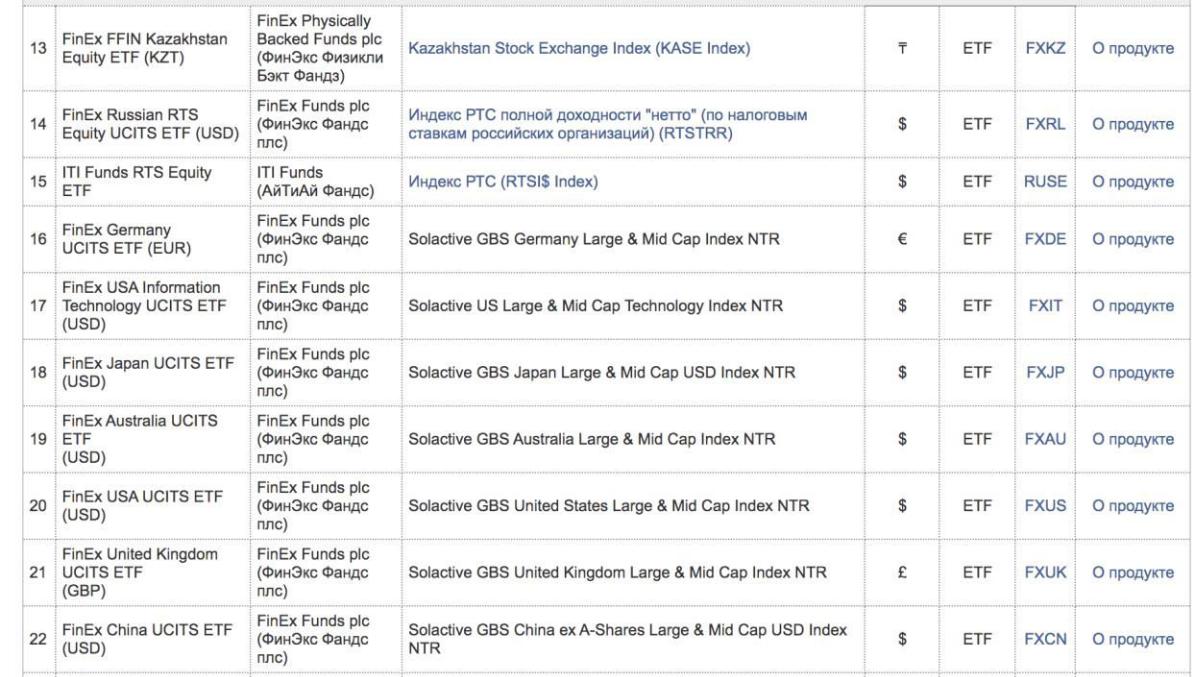 13
FinEx FFIN Kazakhstan
Equity ETF (KZT)
FinEx Physically
Backed Funds plc
(ФинЭкс Физикли
Бэкт Фандз)
Kazakhstan Stock Exchange Index (KASE Index)
₸
ETF
FXKZ
О продукте
14
FinEx Russian RTS
Equity UCITS ETF (USD)
FinEx Funds plc
(ФинЭкс Фандс
плс)
Индекс РТС полной доходности "нетто" (по налоговым
ставкам российских организаций) (RTSTRR)
$
ETF
FXRL
О продукте
15
ITI Funds RTS Equity
ETF
ITI Funds
(АйТиАй Фандс)
Индекс РТС (RTSI$ Index)
$
ETF
RUSE
О продукте
16
FinEx Germany
UCITS ETF (EUR)
FinEx Funds plc
(ФинЭкс Фандс
плс)
Solactive GBS Germany Large & Mid Cap Index NTR
€
ETF
FXDE
О продукте
17
FinEx USA Information
Technology UCITS ETF
(USD)
FinEx Funds plc
(ФинЭкс Фандс
плс)
Solactive US Large & Mid Cap Technology Index NTR
$
ETF
FXIT
О продукте
18
FinEx Japan UCITS ETF
(USD)
FinEx Funds plc
(ФинЭкс Фандс
плс)
Solactive GBS Japan Large & Mid Cap USD Index NTR
$
ETF
FXJP
О продукте
19
FinEx Australia UCITS
ETF
(USD)
FinEx Funds plc
(ФинЭкс Фандс
плс)
Solactive GBS Australia Large & Mid Cap Index NTR
$
ETF
FXAU
О продукте
20
FinEx USA UCITS ETF
(USD)
FinEx Funds plc
(ФинЭкс Фандс
плс)
Solactive GBS United States Large & Mid Cap Index NTR
$
ETF
FXUS
О продукте
21
FinEx United Kingdom
UCITS ETF
(GBP)
FinEx Funds plc
(ФинЭкс Фандс
плс)
Solactive GBS United Kingdom Large & Mid Cap Index NTR
£
ETF
FXUK
О продукте
22
FinEx China UCITS ETF
(USD)
FinEx Funds plc
(ФинЭкс Фандс
плс)
Solactive GBS China ex A-Shares Large & Mid Cap USD Index
NTR
$
ETF
FXCN
О продукте